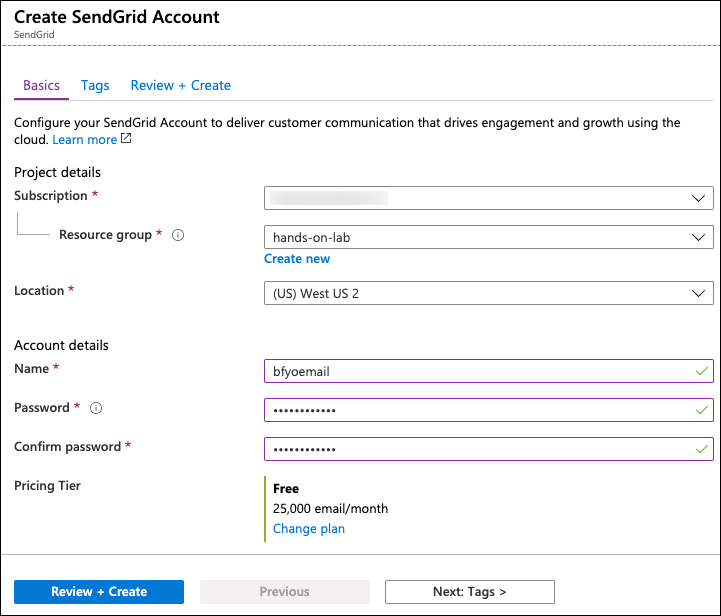 Create SendGrid Account
SendGrid
Basics Tags Review + Create
Configure your SendGrid Account to deliver customer communication that drives engagement and growth using the
cloud. Learn more
Project details
Subscription *
Resource group * hands-on-lab
Create new
Location * (US) West US 2
Account details
Name * bfyoemail
Password * ••••••••••••
Confirm password * ••••••••••••
Pricing Tier Free
25,000 email/month
Change plan
Review + Create Previous Next: Tags >